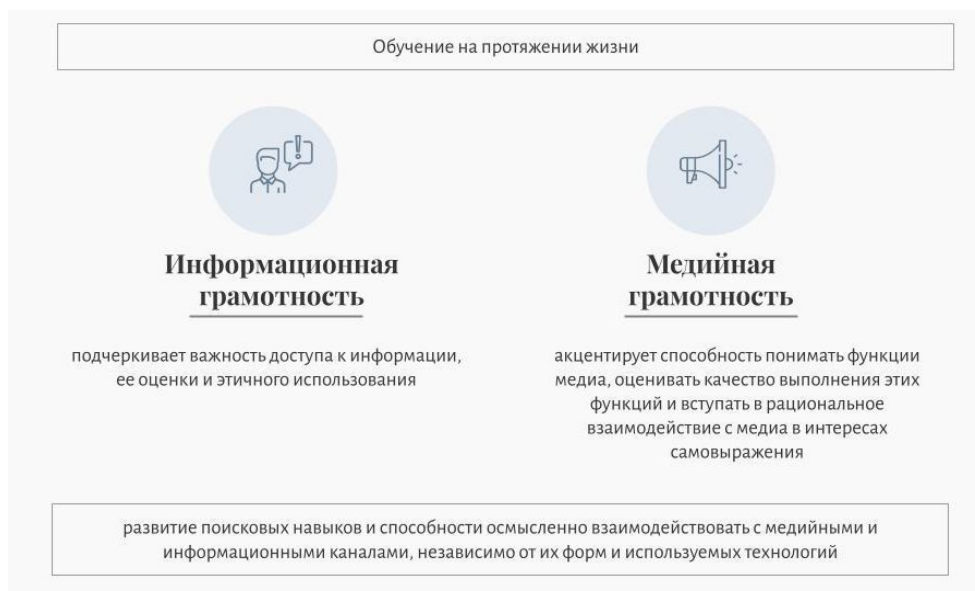 Обучение на протяжении жизни
Информационная
грамотность
подчеркивает важность доступа к информации,
ее оценки и этичного использования
Медийная
грамотность
акцентирует способность понимать функции
медиа, оценивать качество выполнения этих
функций и вступать в рациональное
взаимодействие с медиа в интересах
самовыражения
развитие поисковых навыков и способности осмысленно взаимодействовать с медийными и
информационными каналами, независимо от их форм и используемых технологий